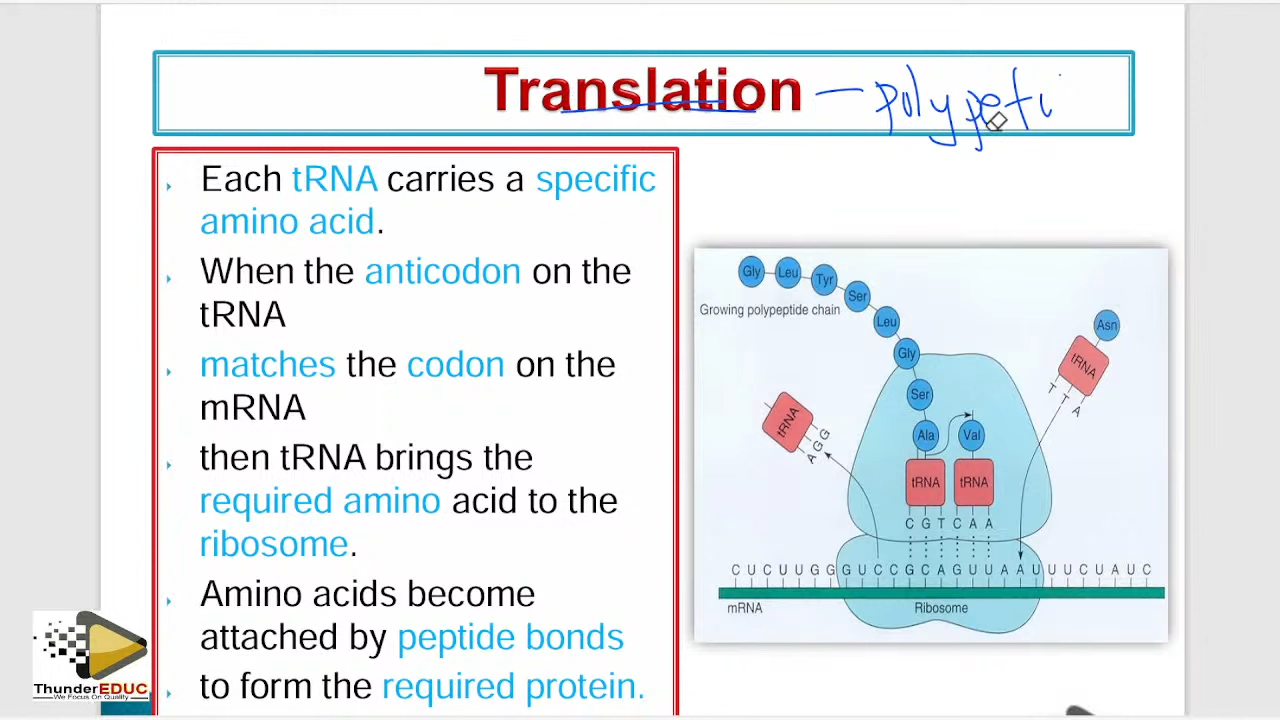 Translation – polypeti
Each tRNA carries a specific
amino acid.
When the anticodon on the
tRNA
matches the codon on the
mRNA
then tRNA brings the
required amino acid to the
ribosome.
Amino acids become
attached by peptide bonds
to form the required protein.
Gly Leu Tyr Ser Leu Gly Ser Ala Val
Growing polypeptide chain
Asn
tRNA
T T A
tRNA
A G G
tRNA tRNA
C G T C A A
C U C U U G G G U C C G C A G U U A A U U U C U A U C
mRNA
Ribosome
ThunderEDUC
We Focus On Quality